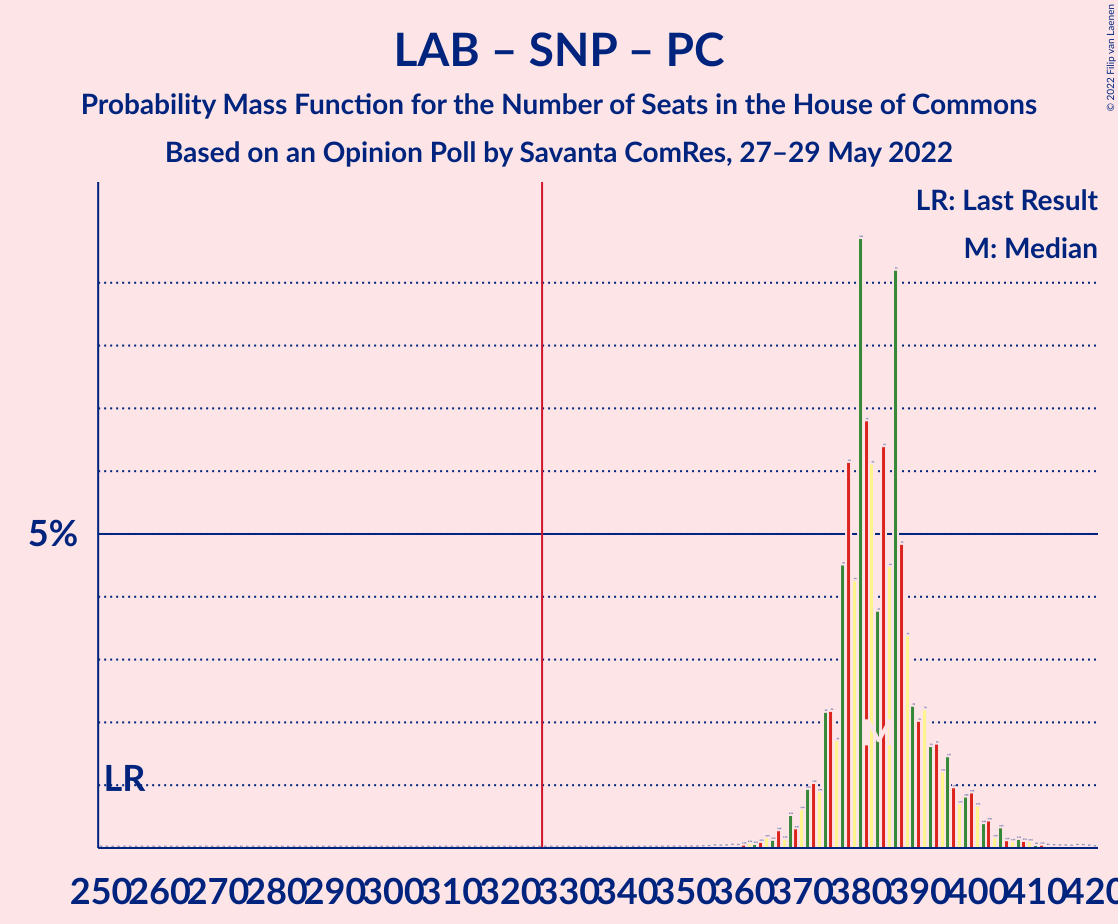 LAB – SNP – PC
Probability Mass Function for the Number of Seats in the House of Commons
Based on an Opinion Poll by Savanta ComRes, 27–29 May 2022
© 2022 Filip van Laenen
LR: Last Result
M: Median
5%
LR
M
250 260 270 280 290 300 310 320 330 340 350 360 370 380 390 400 410 420